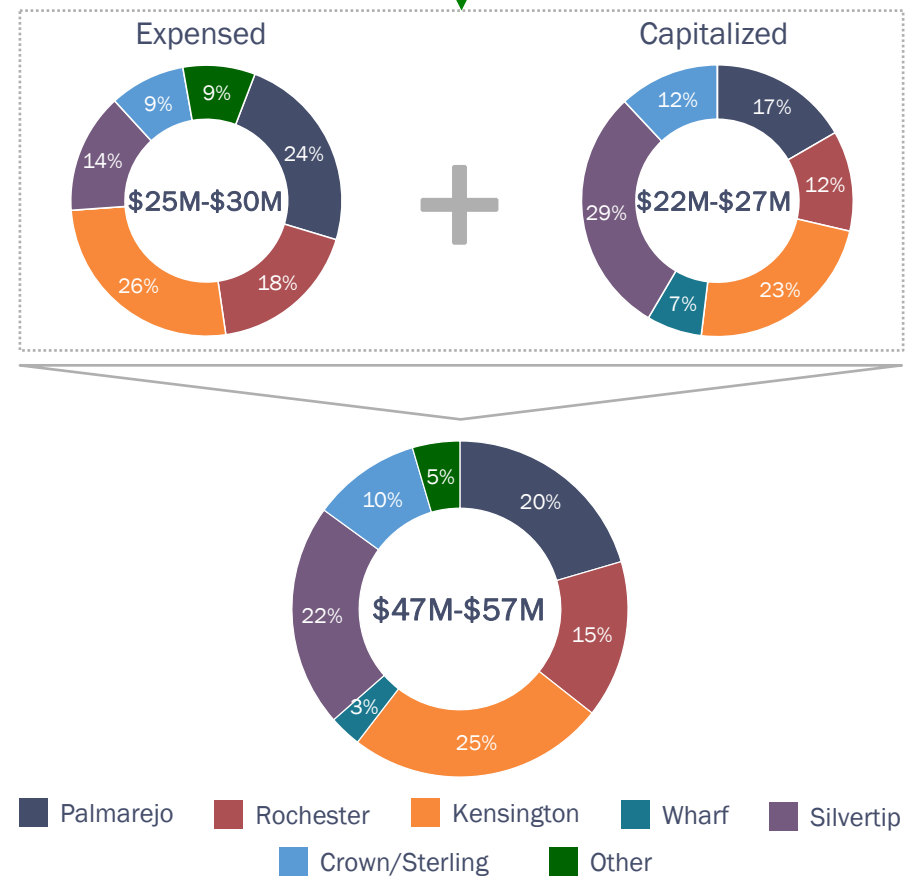 Expensed
9%
24%
18%
26%
14%
9%
$25M-$30M
Capitalized
17%
12%
23%
7%
29%
12%
$22M-$27M
20%
15%
25%
3%
22%
10%
5%
$47M-$57M
Palmarejo
Rochester
Kensington
Wharf
Silvertip
Crown/Sterling
Other